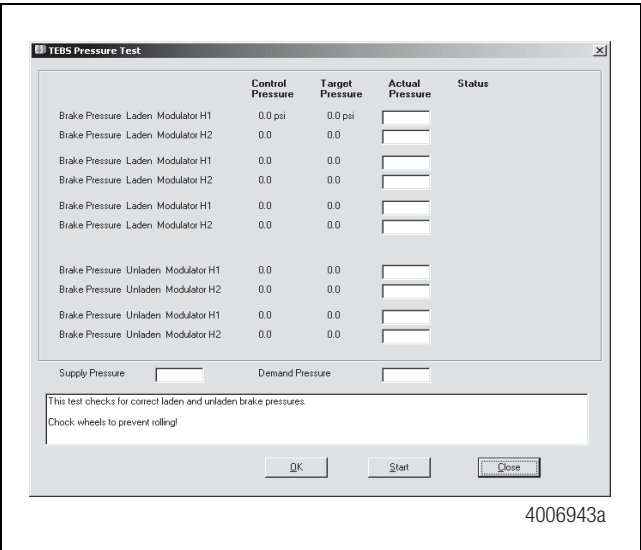 TEBS Pressure Test
Control Pressure Target Pressure Actual Pressure Status
Brake Pressure Laden Modulator H1 0.0 psi 0.0 psi
Brake Pressure Laden Modulator H2 0.0 0.0
Brake Pressure Laden Modulator H1 0.0 0.0
Brake Pressure Laden Modulator H2 0.0 0.0
Brake Pressure Laden Modulator H1 0.0 0.0
Brake Pressure Laden Modulator H2 0.0 0.0
Brake Pressure Unladen Modulator H1 0.0 0.0
Brake Pressure Unladen Modulator H2 0.0 0.0
Brake Pressure Unladen Modulator H1 0.0 0.0
Brake Pressure Unladen Modulator H2 0.0 0.0
Supply Pressure Demand Pressure
This test checks for correct laden and unladen brake pressures.
Chock wheels to prevent rolling!
OK Start Close
4006943a